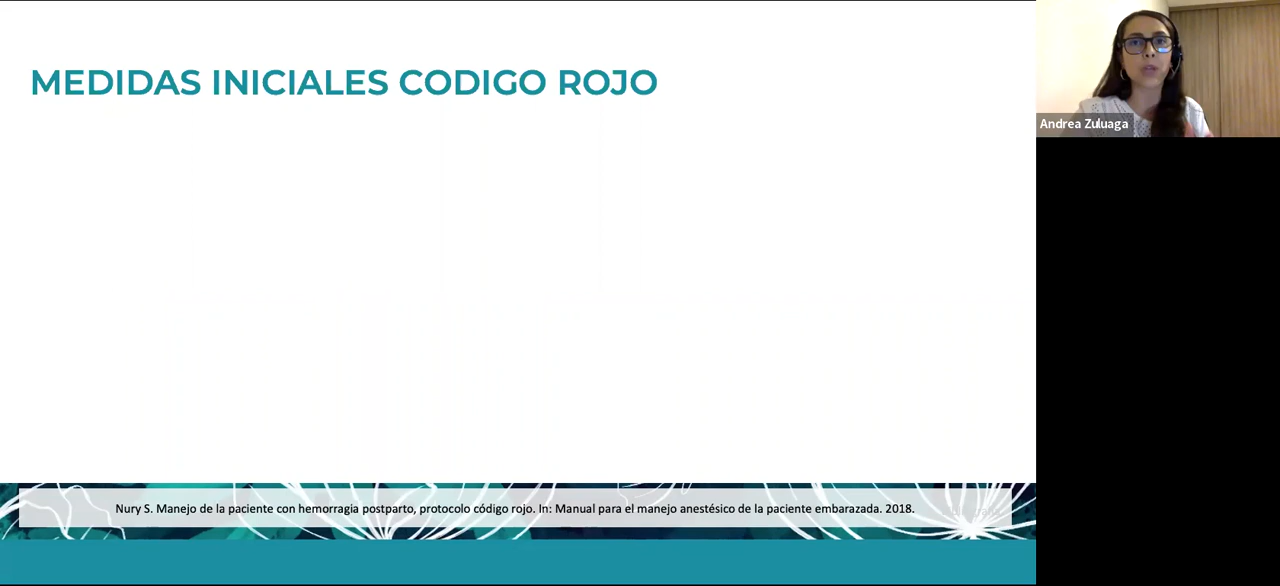 MEDIDAS INICIALES CODIGO ROJO
Andrea Zuluaga
Nury S. Manejo de la paciente con hemorragia postparto, protocolo código rojo. In: Manual para el manejo anestésico de la paciente embarazada. 2018.